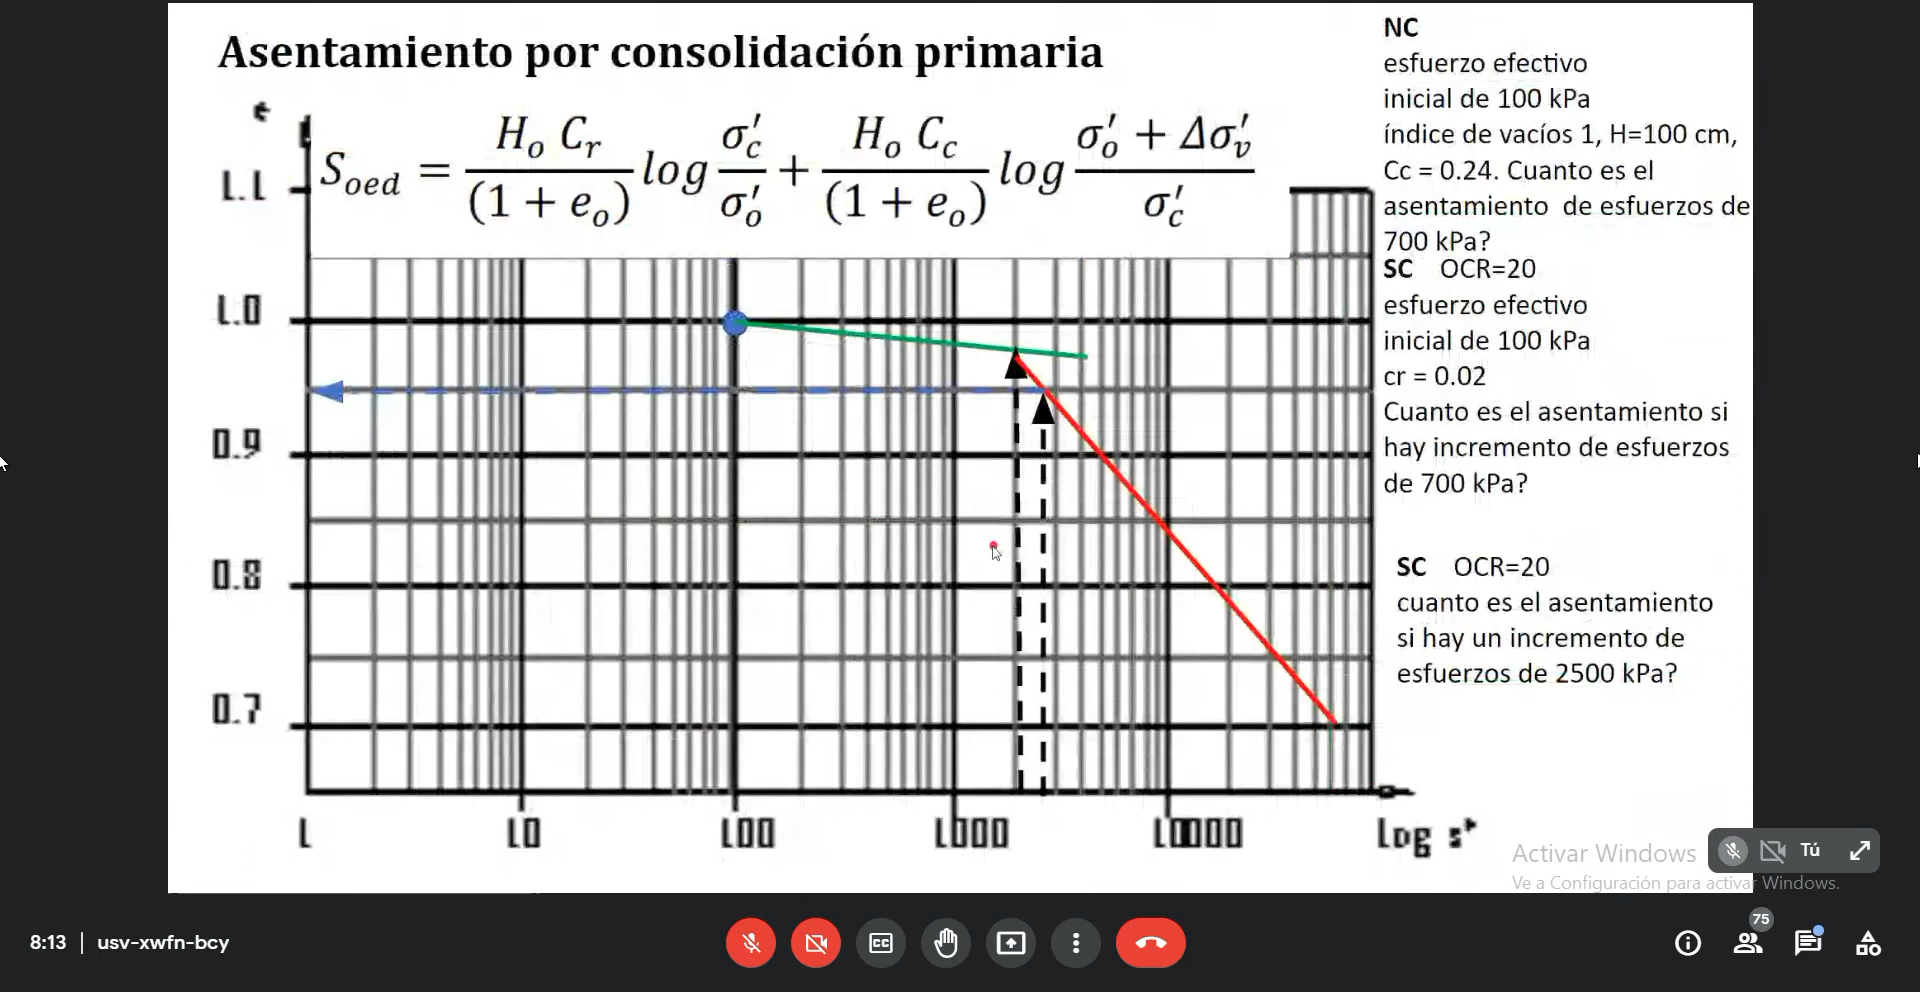 Asentamiento por consolidación primaria
e
S_oed = H_o C_r / (1 + e_o) log σ'_c / σ'_o + H_o C_c / (1 + e_o) log σ'_o + Δσ'_v / σ'_c
1.1
1.0
0.9
0.8
0.7
1 10 100 1000 10000 log s'
NC
esfuerzo efectivo
inicial de 100 kPa
índice de vacíos 1, H=100 cm,
Cc = 0.24. Cuanto es el
asentamiento de esfuerzos de
700 kPa?
SC OCR=20
esfuerzo efectivo
inicial de 100 kPa
cr = 0.02
Cuanto es el asentamiento si
hay incremento de esfuerzos
de 700 kPa?
SC OCR=20
cuanto es el asentamiento
si hay un incremento de
esfuerzos de 2500 kPa?
Activar Windows
Ve a Configuración para activar Windows.
Tú
8:13 | usv-xwfn-bcy
CC
75